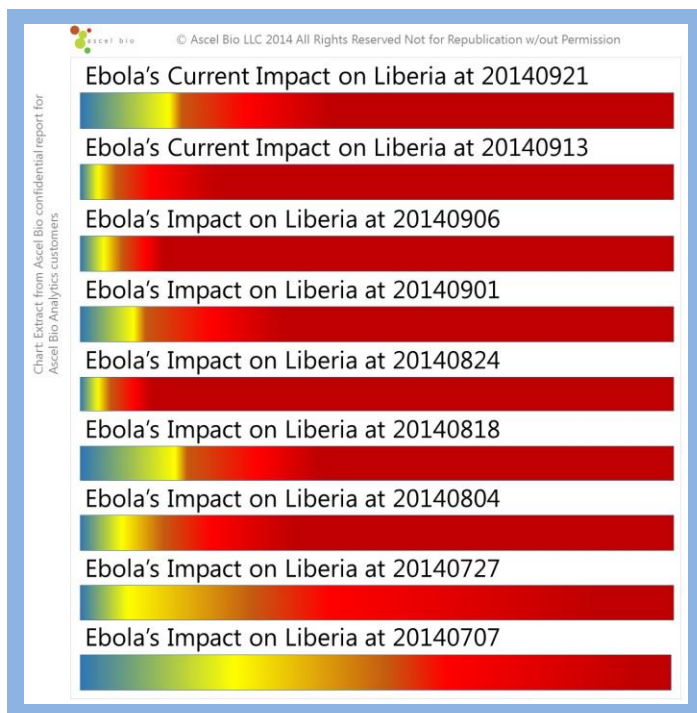 ascel bio
© Ascel Bio LLC 2014 All Rights Reserved Not for Republication w/out Permission
Chart: Extract from Ascel Bio confidential report for
Ascel Bio Analytics customers
Ebola's Current Impact on Liberia at 20140921
Ebola's Current Impact on Liberia at 20140913
Ebola's Impact on Liberia at 20140906
Ebola's Impact on Liberia at 20140901
Ebola's Impact on Liberia at 20140824
Ebola's Impact on Liberia at 20140818
Ebola's Impact on Liberia at 20140804
Ebola's Impact on Liberia at 20140727
Ebola's Impact on Liberia at 20140707